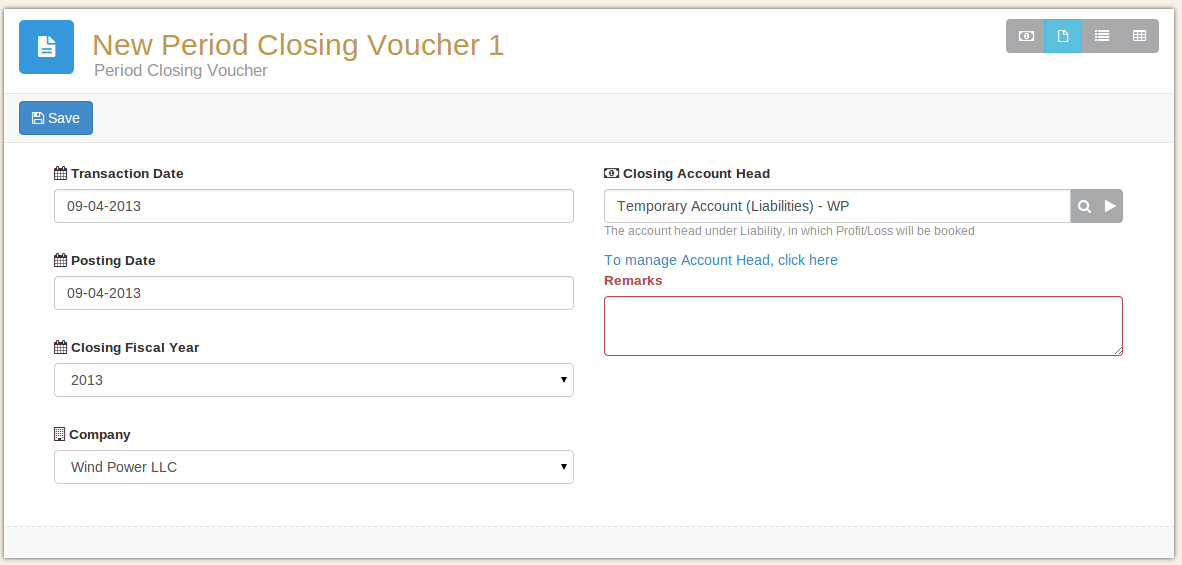 New Period Closing Voucher 1
Period Closing Voucher
Save
Transaction Date
09-04-2013
Posting Date
09-04-2013
Closing Fiscal Year
2013
Company
Wind Power LLC
Closing Account Head
Temporary Account (Liabilities) - WP
The account head under Liability, in which Profit/Loss will be booked
To manage Account Head, click here
Remarks